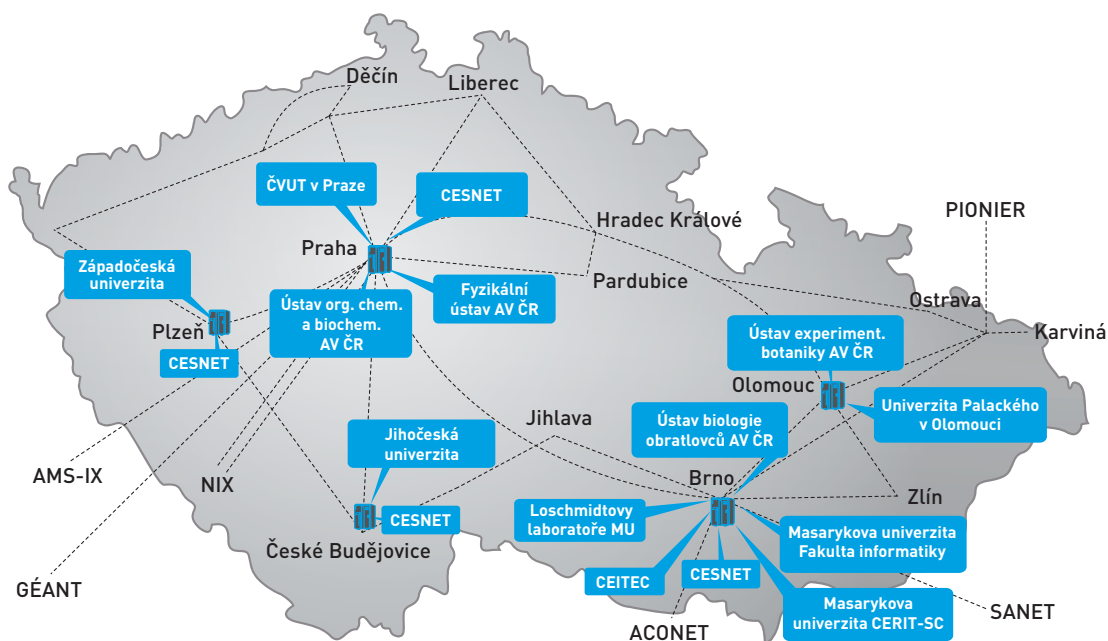 Děčín
Liberec
ČVUT v Praze
CESNET
Hradec Králové
PIONIER
Praha
Západočeská
univerzita
Fyzikální
ústav AV ČR
Pardubice
Ústav org. chem.
a biochem.
AV ČR
Ostrava
Karviná
Plzeň
CESNET
Ústav experiment.
botaniky AV ČR
Olomouc
Univerzita Palackého
v Olomouci
Jihlava
Ústav biologie
obratlovců AV ČR
Jihočeská
univerzita
AMS-IX
NIX
Brno
Zlín
CESNET
Loschmidtovy
laboratoře MU
Masarykova univerzita
Fakulta informatiky
České Budějovice
CEITEC
CESNET
GÉANT
Masarykova
univerzita CERIT-SC
SANET
ACONET